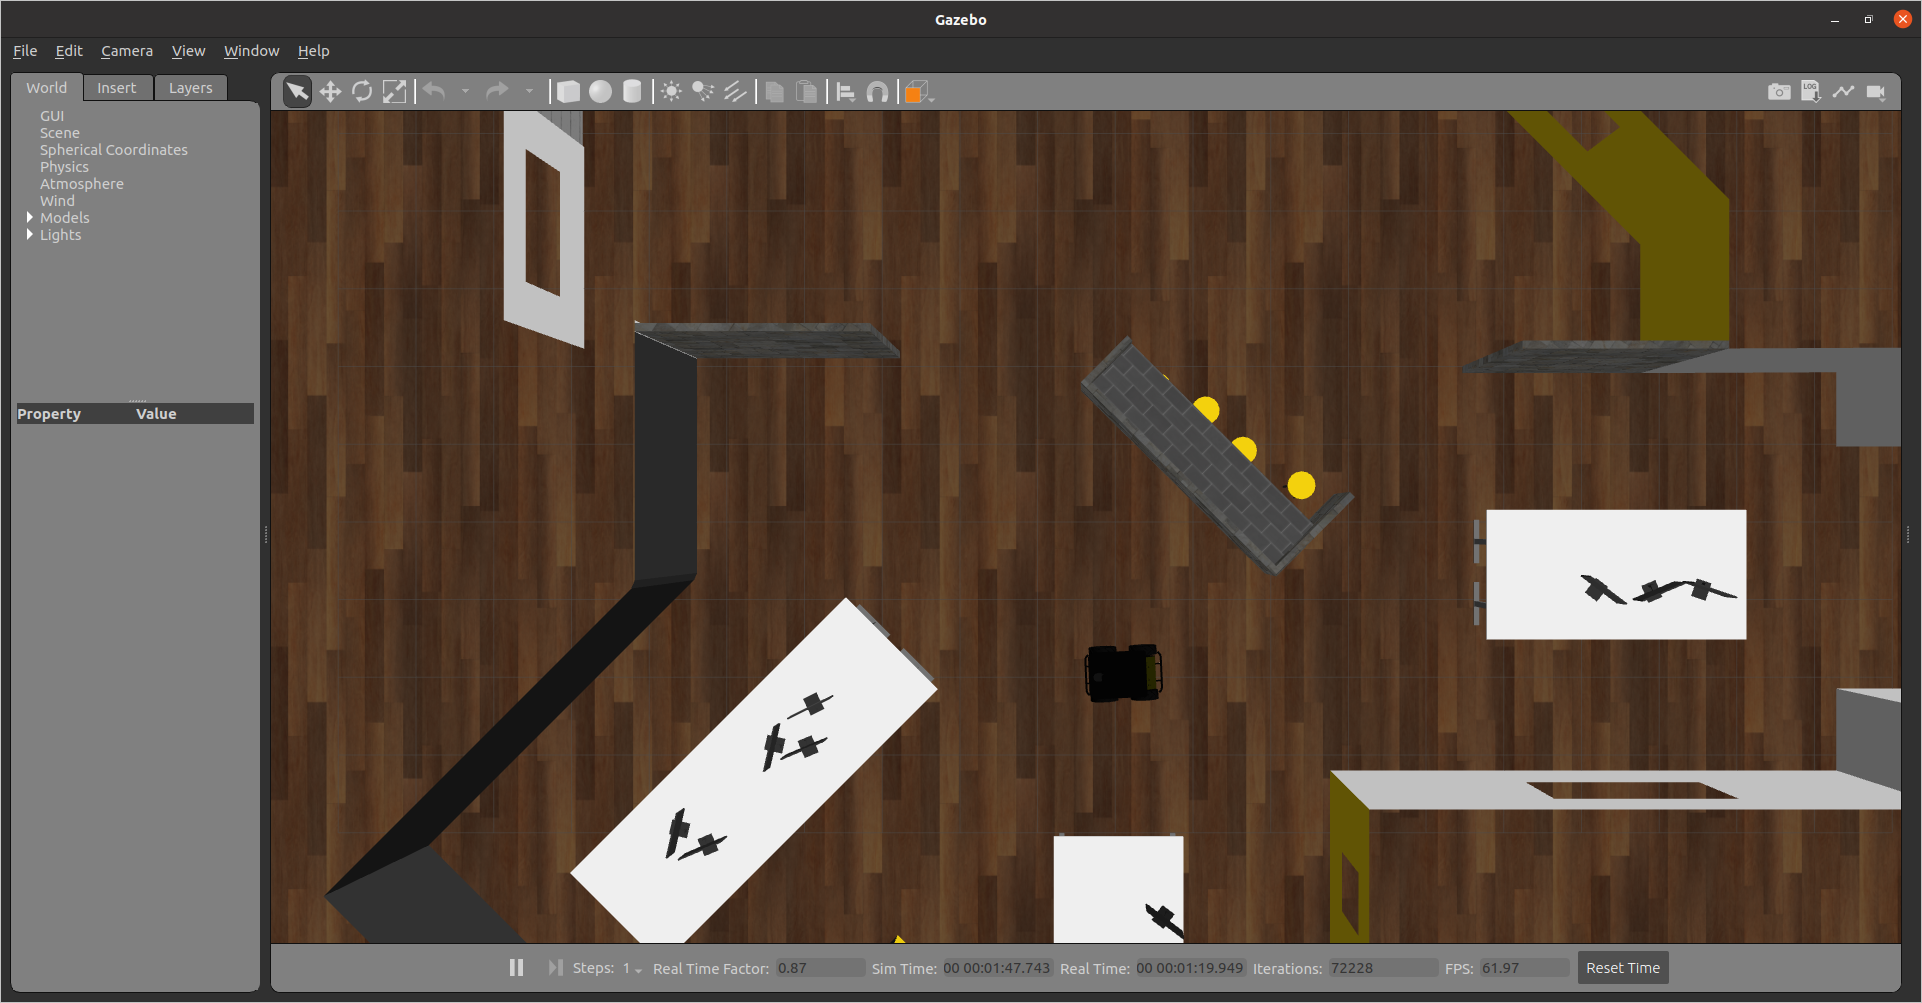 Gazebo
File Edit Camera View Window Help
World Insert Layers
LOG
GUI
Scene
Spherical Coordinates
Physics
Atmosphere
Wind
Models
Lights
Property Value
Steps: 1 Real Time Factor: 0.87 Sim Time: 00 00:01:47.743 Real Time: 00 00:01:19.949 Iterations: 72228 FPS: 61.97 Reset Time